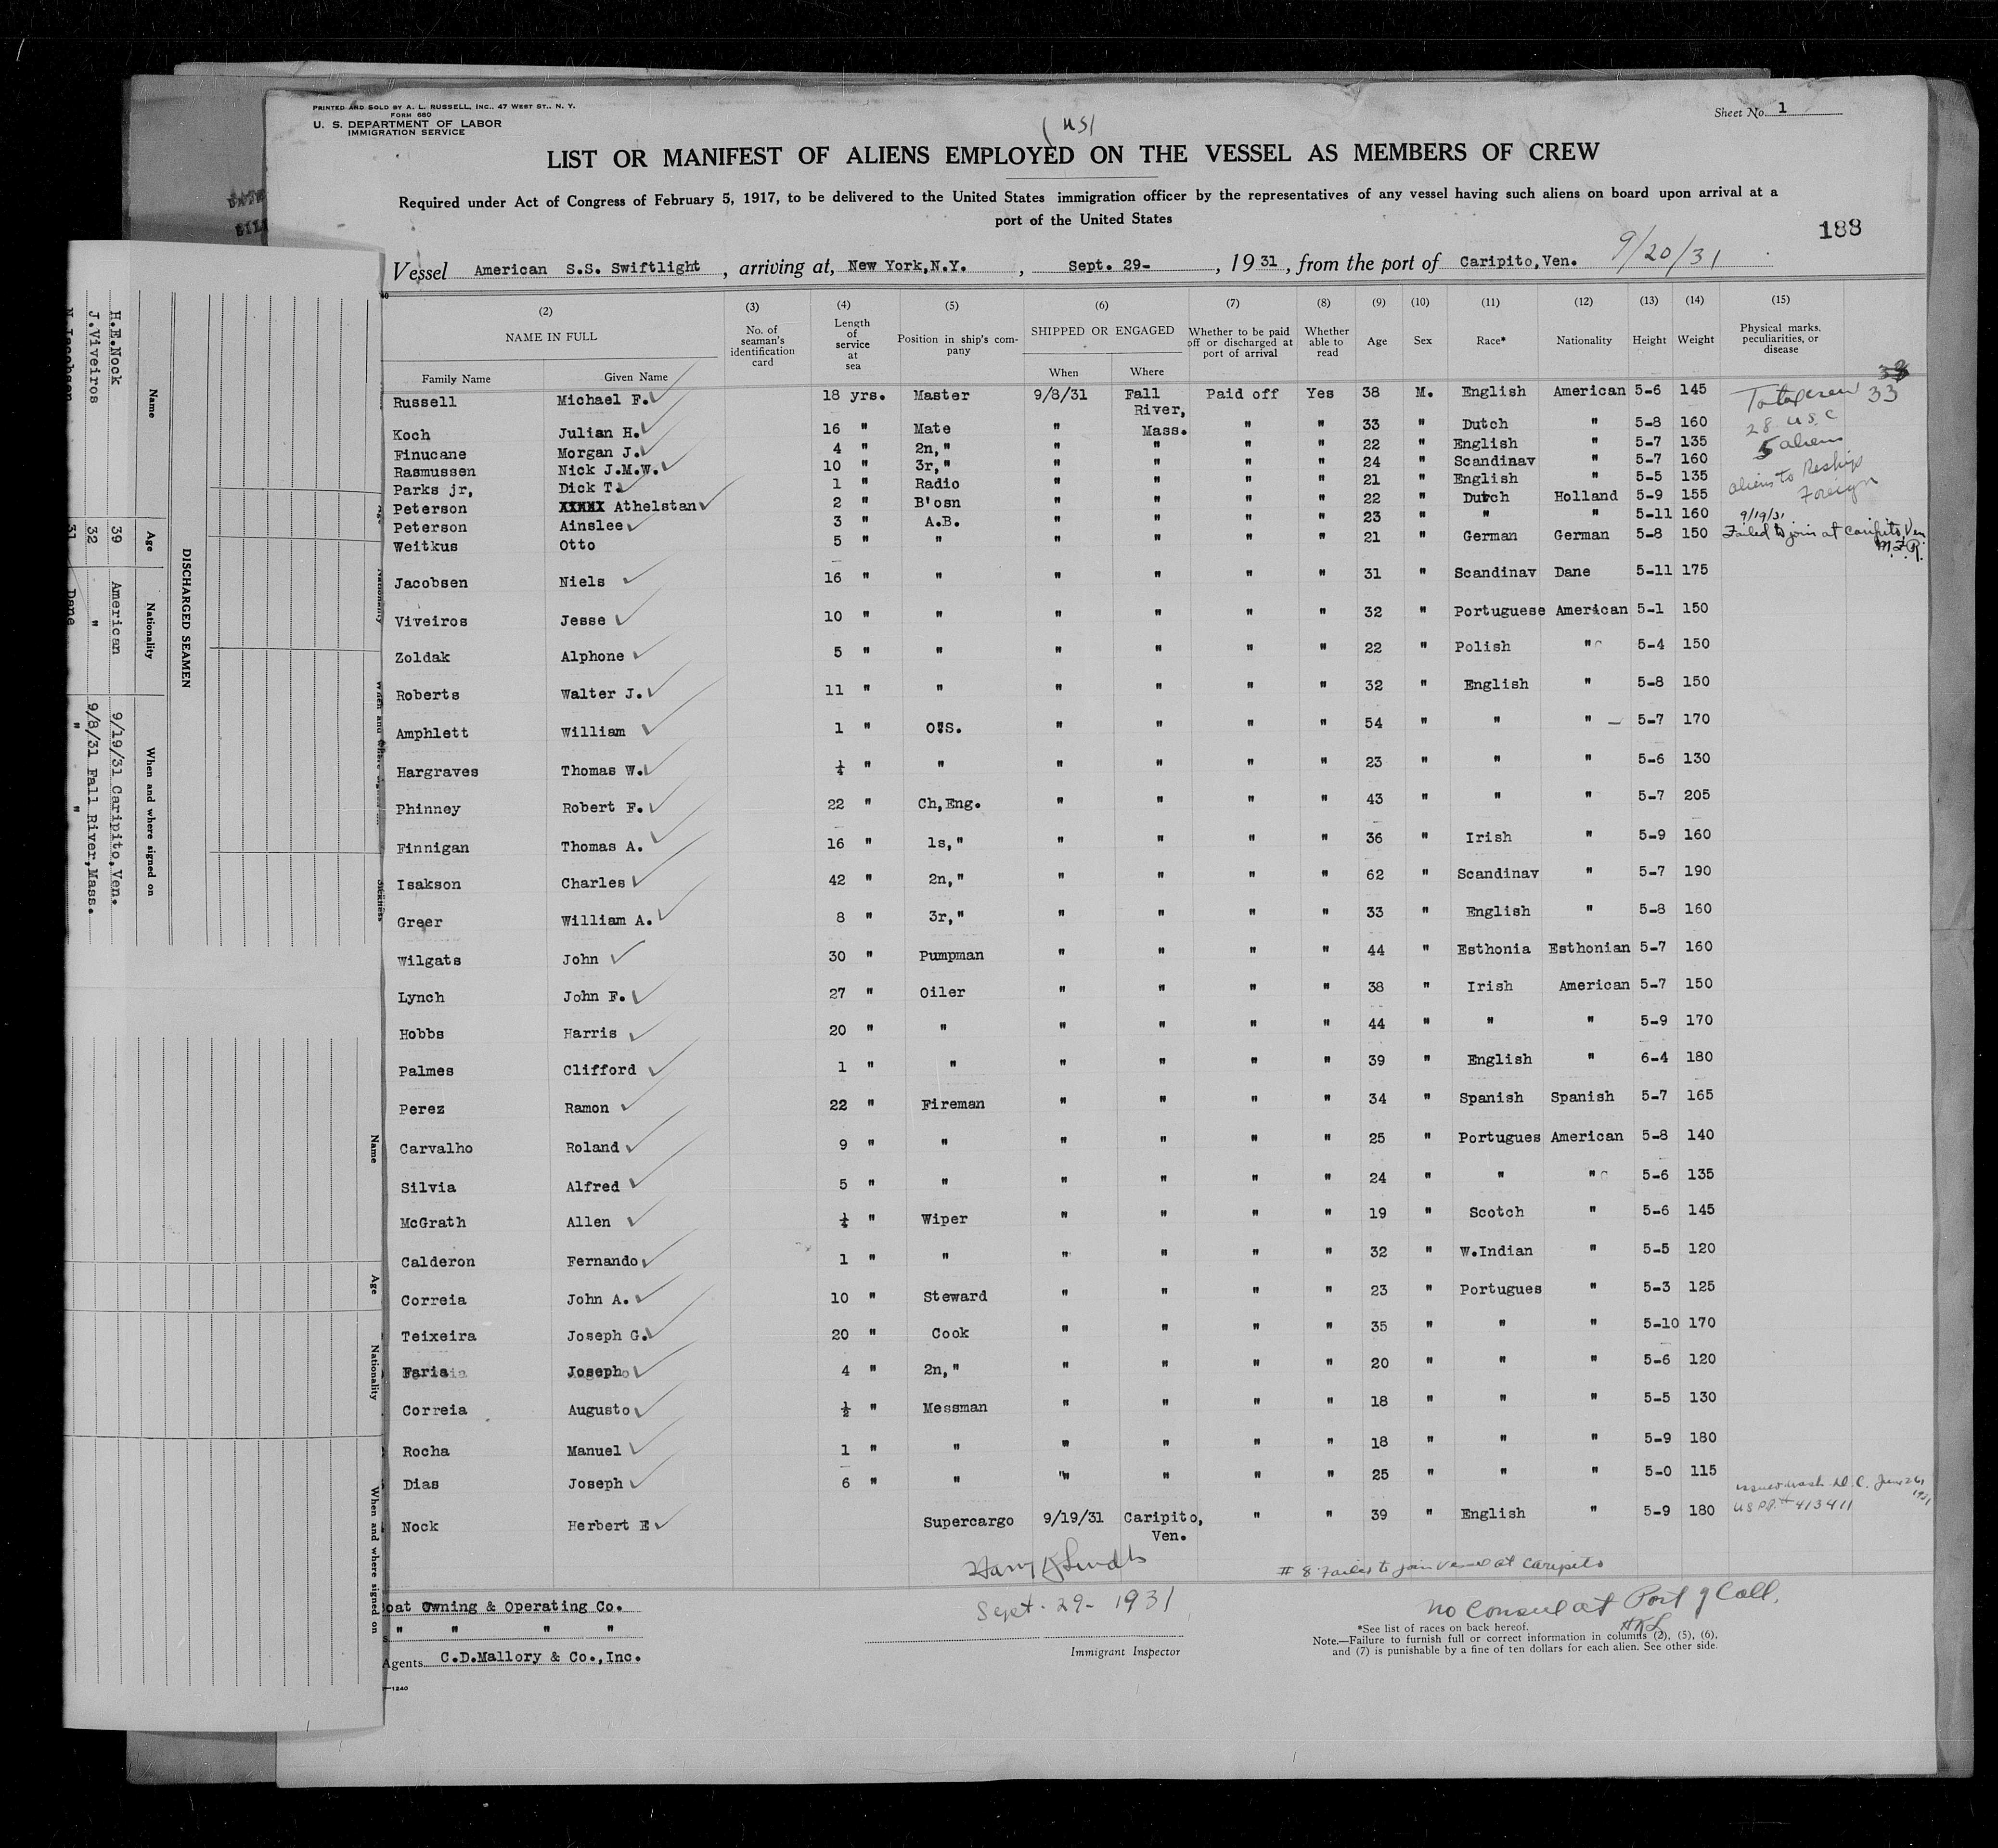 PRINTED AND SOLD BY A. L. RUSSELL, INC., 47 WEST ST., N. Y.
FORM 680
U. S. DEPARTMENT OF LABOR
IMMIGRATION SERVICE
Sheet No. 1
(US)
LIST OR MANIFEST OF ALIENS EMPLOYED ON THE VESSEL AS MEMBERS OF CREW
Required under Act of Congress of February 5, 1917, to be delivered to the United States immigration officer by the representatives of any vessel having such aliens on board upon arrival at a
port of the United States
188
Vessel American S.S. Swiftlight, arriving at, New York,N.Y., Sept. 29-, 1931, from the port of Caripito,Ven. 9/20/31
(2) (3) (4) (5) (6) (7) (8) (9) (10) (11) (12) (13) (14) (15)
NAME IN FULL No. of seaman's identification card Length of service at sea Position in ship's company SHIPPED OR ENGAGED Whether to be paid off or discharged at port of arrival Whether able to read Age Sex Race* Nationality Height Weight Physical marks, peculiarities, or disease
Family Name Given Name When Where
Russell Michael F. 18 yrs. Master 9/8/31 Fall River, Mass. Paid off Yes 38 M. English American 5-6 145 Total crew 33
Koch Julian H. 16 " Mate " " " 33 " Dutch " 5-8 160 28 U.S.C
Finucane Morgan J. 4 " 2n," " " " " 22 " English " 5-7 135 5 aliens
Rasmussen Nick J.M.W. 10 " 3r," " " " " 24 " Scandinav " 5-7 160 aliens to Reship
Parks jr, Dick T. 1 " Radio " " " " 21 " English " 5-5 135 Foreign
Peterson XXXXX Athelstan 2 " B'osn " " " " 22 " Dutch Holland 5-9 155
Peterson Ainslee 3 " A.B. " " " " 23 " " " 5-11 160 9/19/31
Weitkus Otto 5 " " " " " " 21 " German German 5-8 150 Failed to join at Caripito, Ven.
M.F.R.
Jacobsen Niels 16 " " " " " " 31 " Scandinav Dane 5-11 175
Viveiros Jesse 10 " " " " " " 32 " Portuguese American 5-1 150
Zoldak Alphone 5 " " " " " " 22 " Polish " 5-4 150
Roberts Walter J. 11 " " " " " " 32 " English " 5-8 150
Amphlett William 1 " O.S. " " " " 54 " " " 5-7 170
Hargraves Thomas W. ¼ " " " " " " 23 " " " 5-6 130
Phinney Robert F. 22 " Ch,Eng. " " " " 43 " " " 5-7 205
Finnigan Thomas A. 16 " 1s," " " " " 36 " Irish " 5-9 160
Isakson Charles 42 " 2n," " " " " 62 " Scandinav " 5-7 190
Greer William A. 8 " 3r," " " " " 33 " English " 5-8 160
Wilgats John 30 " Pumpman " " " " 44 " Esthonia Esthonian 5-7 160
Lynch John F. 27 " Oiler " " " " 38 " Irish American 5-7 150
Hobbs Harris 20 " " " " " " 44 " " " 5-9 170
Palmes Clifford 1 " " " " " " 39 " English " 6-4 180
Perez Ramon 22 " Fireman " " " " 34 " Spanish Spanish 5-7 165
Carvalho Roland 9 " " " " " " 25 " Portugues American 5-8 140
Silvia Alfred 5 " " " " " " 24 " " " 5-6 135
McGrath Allen ¼ " Wiper " " " " 19 " Scotch " 5-6 145
Calderon Fernando 1 " " " " " " 32 " W.Indian " 5-5 120
Correia John A. 10 " Steward " " " " 23 " Portugues " 5-3 125
Teixeira Joseph G. 20 " Cook " " " " 35 " " " 5-10 170
Faria Joseph 4 " 2n," " " " " 20 " " " 5-6 120
Correia Augusto ½ " Messman " " " " 18 " " " 5-5 130
Rocha Manuel 1 " " " " " " 18 " " " 5-9 180
Dias Joseph 6 " " " " " " 25 " " " 5-0 115
issued Wash D.C. June 26, 1931
Nock Herbert E Supercargo 9/19/31 Caripito, Ven. " " 39 " English " 5-9 180 US PP.# 413411
# 8 Failed to join vessel at Caripito
Sept. 29- 1931
Immigrant Inspector
No Consul at Port of Call.
HKL
*See list of races on back hereof.
Note.—Failure to furnish full or correct information in columns (2), (5), (6),
and (7) is punishable by a fine of ten dollars for each alien. See other side.
oat Owning & Operating Co.
" " " "
Agents C.D.Mallory & Co.,Inc.
—1240
DISCHARGED SEAMEN
Name Age Nationality When and where signed on
H.E.Nock 39 American 9/19/31 Caripito,Ven.
J.Viveiros 32 " 9/8/31 Fall River,Mass.
N.Jacobsen 31 Dane " "
Sickness
Name Age Nationality When and where signed on